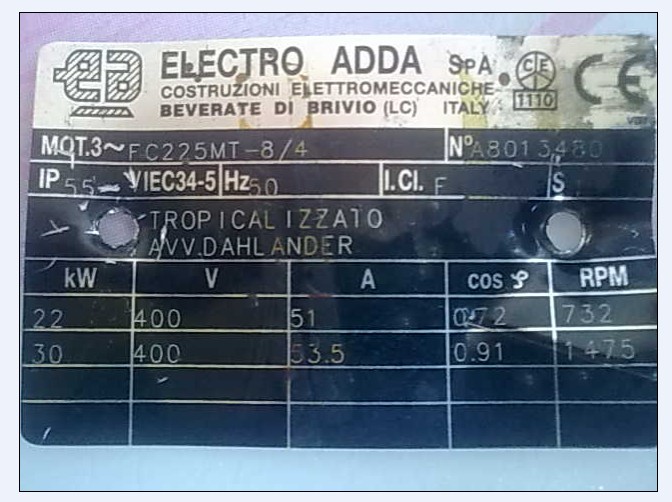 ELECTRO ADDA SPA
COSTRUZIONI ELETTROMECCANICHE
BEVERATE DI BRIVIO (LC) ITALY
CE
1110
CE
MOT.3~ FC225MT-8/4 N° A8013480
IP 55 IEC34-5 Hz 50 I.Cl. F S
TROPICALIZZATO
AVV.DAHLANDER
kW V A cos φ RPM
22 400 51 0.72 732
30 400 53.5 0.91 1475